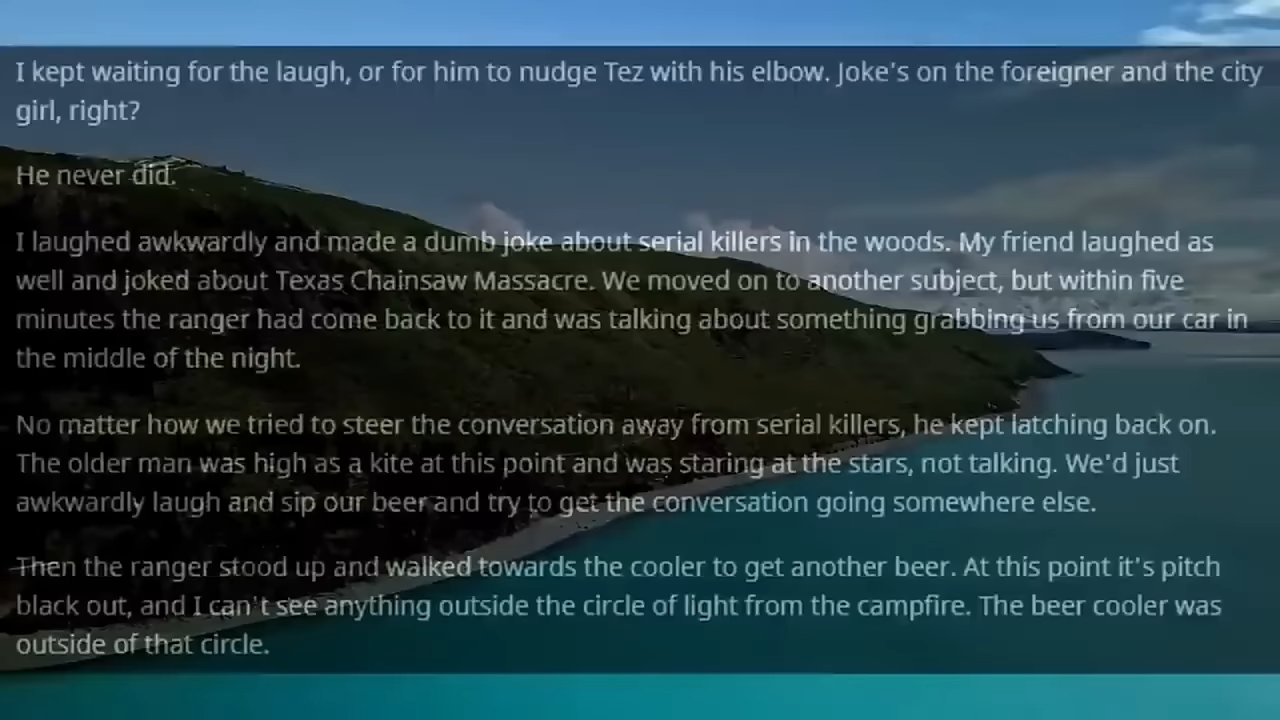 I kept waiting for the laugh, or for him to nudge Tez with his elbow. Joke's on the foreigner and the city
girl, right?
He never did.
I laughed awkwardly and made a dumb joke about serial killers in the woods. My friend laughed as
well and joked about Texas Chainsaw Massacre. We moved on to another subject, but within five
minutes the ranger had come back to it and was talking about something grabbing us from our car in
the middle of the night.
No matter how we tried to steer the conversation away from serial killers, he kept latching back on.
The older man was high as a kite at this point and was staring at the stars, not talking. We'd just
awkwardly laugh and sip our beer and try to get the conversation going somewhere else.
Then the ranger stood up and walked towards the cooler to get another beer. At this point it's pitch
black out, and I can't see anything outside the circle of light from the campfire. The beer cooler was
outside of that circle.